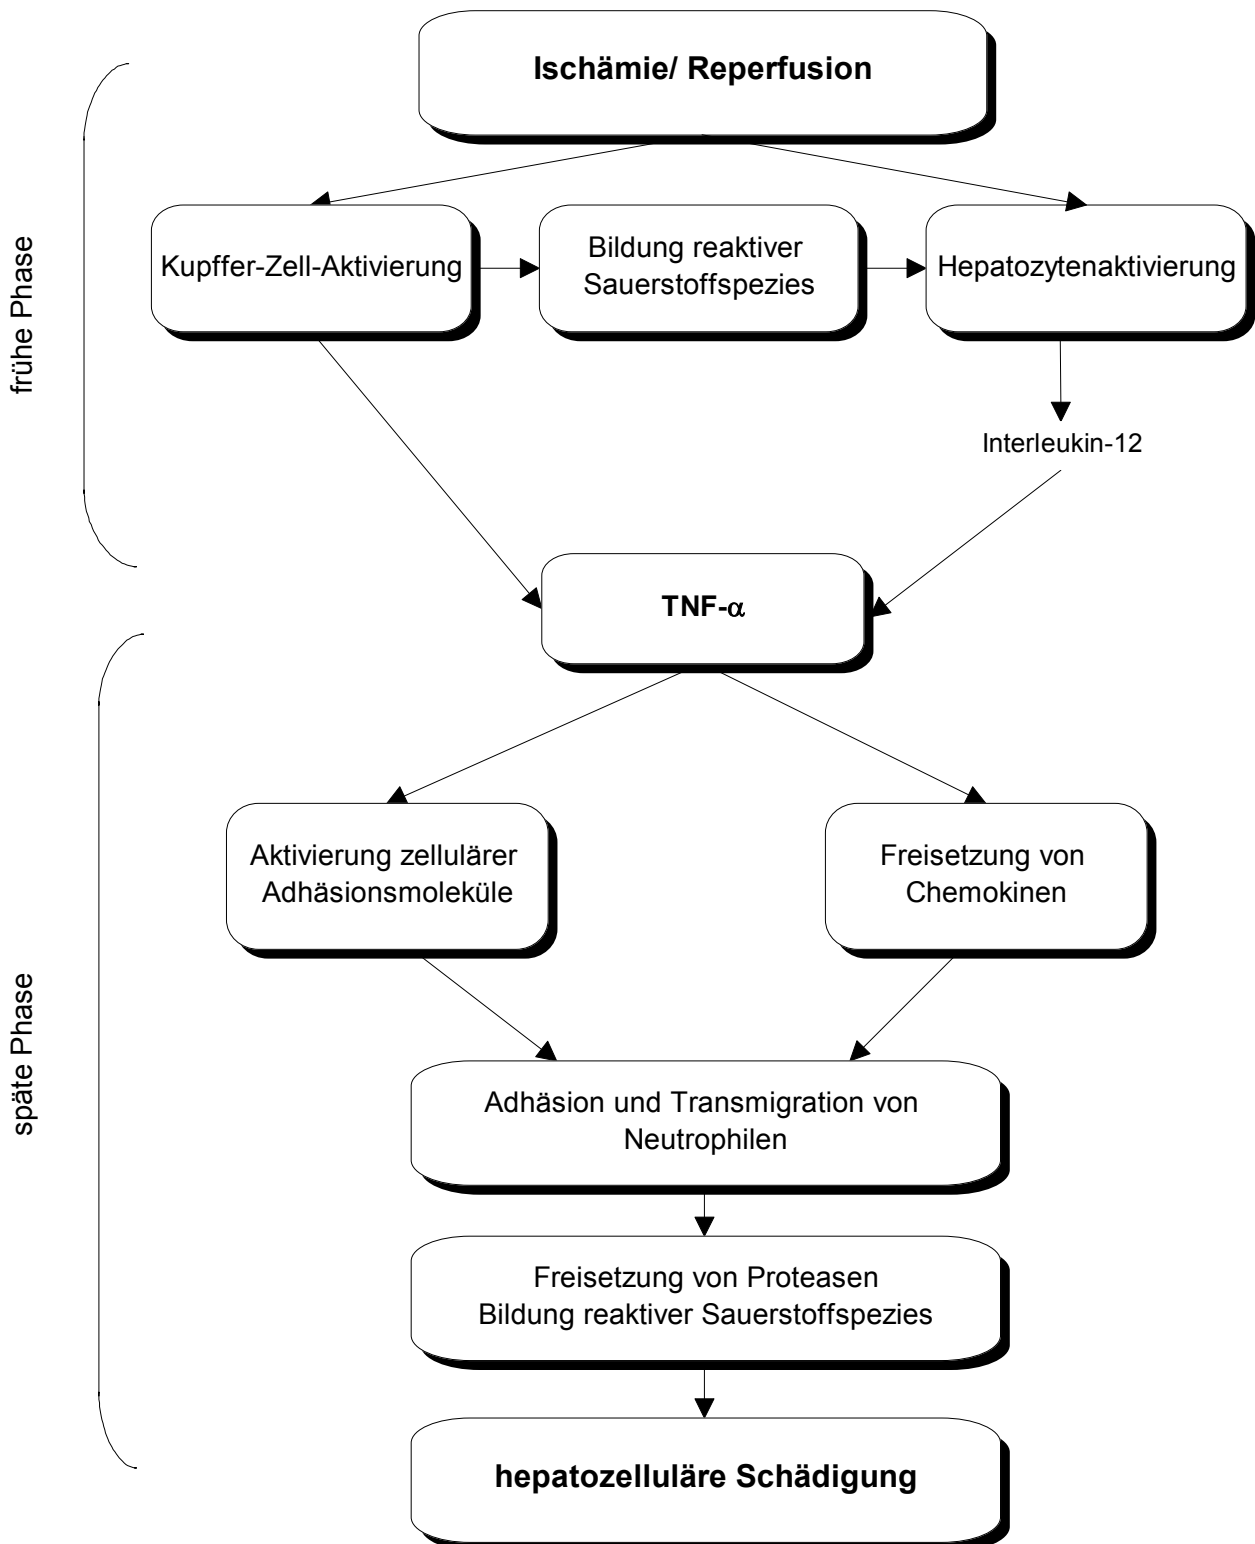 Ischämie/ Reperfusion
frühe Phase
Kupffer-Zell-Aktivierung
Bildung reaktiver
Sauerstoffspezies
Hepatozytenaktivierung
Interleukin-12
TNF-α
späte Phase
Aktivierung zellulärer
Adhäsionsmoleküle
Freisetzung von
Chemokinen
Adhäsion und Transmigration von
Neutrophilen
Freisetzung von Proteasen
Bildung reaktiver Sauerstoffspezies
hepatozelluläre Schädigung